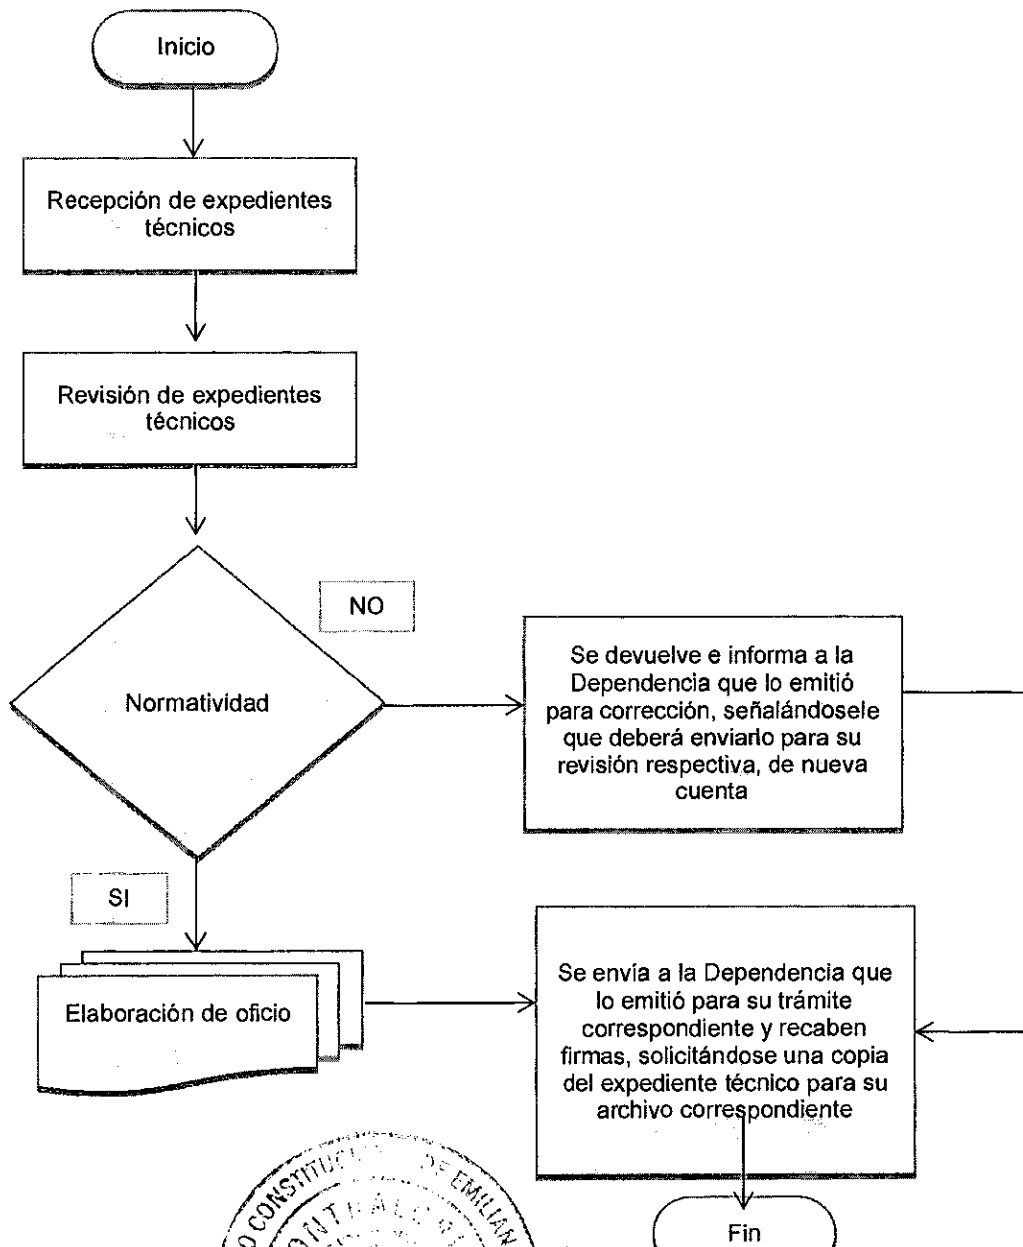 Inicio
Recepción de expedientes
técnicos
Revisión de expedientes
técnicos
Normatividad
NO
Se devuelve e informa a la
Dependencia que lo emitió
para corrección, señalándosele
que deberá enviarlo para su
revisión respectiva, de nueva
cuenta
SI
Elaboración de oficio
Se envía a la Dependencia que
lo emitió para su trámite
correspondiente y recaben
firmas, solicitándose una copia
del expediente técnico para su
archivo correspondiente
Fin
DE EMILIAN